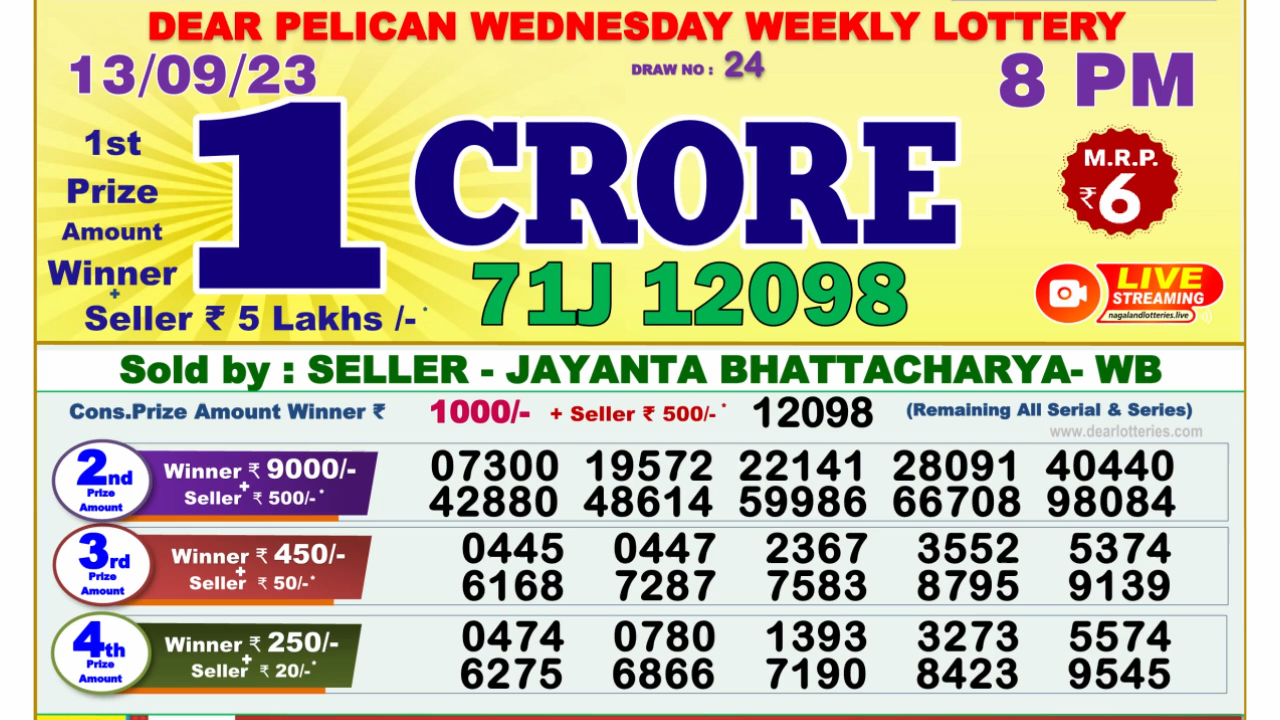 DEAR PELICAN WEDNESDAY WEEKLY LOTTERY
13/09/23 DRAW NO : 24 8 PM
1st
Prize
Amount
Winner
+
Seller ₹ 5 Lakhs /-*
1 CRORE
71J 12098
M.R.P.
₹6
LIVE
STREAMING
nagalandlotteries.live
Sold by : SELLER - JAYANTA BHATTACHARYA- WB
Cons.Prize Amount Winner ₹ 1000/- + Seller ₹ 500/-* 12098 (Remaining All Serial & Series)
www.dearlotteries.com
2nd
Prize
Amount
Winner ₹ 9000/-
+
Seller ₹ 500/-*
07300 19572 22141 28091 40440
42880 48614 59986 66708 98084
3rd
Prize
Amount
Winner ₹ 450/-
+
Seller ₹ 50/-*
0445 0447 2367 3552 5374
6168 7287 7583 8795 9139
4th
Prize
Amount
Winner ₹ 250/-
+
Seller ₹ 20/-*
0474 0780 1393 3273 5574
6275 6866 7190 8423 9545